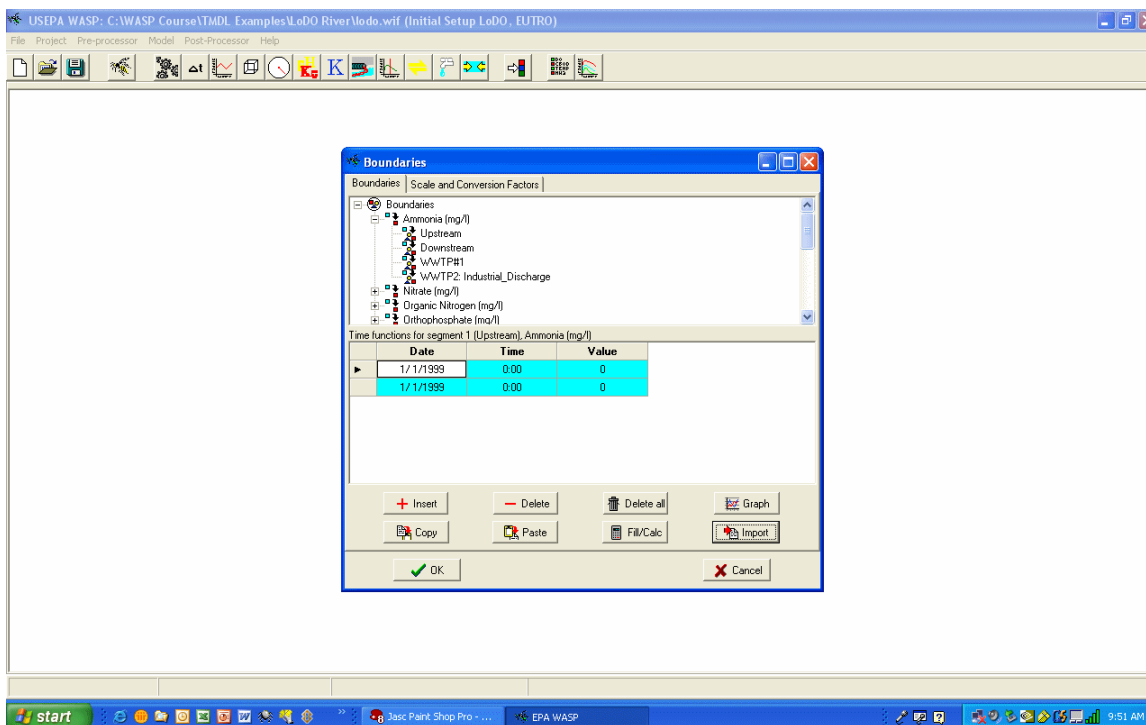 USEPA WASP: C:\WASP Course\TMDL Examples\LoDO River\lodo.wif (Initial Setup LoDO, EUTRO)
File Project Pre-processor Model Post-Processor Help
Δt K
Boundaries
Boundaries Scale and Conversion Factors
Boundaries
Ammonia (mg/l)
Upstream
Downstream
WWTP#1
WWTP2: Industrial_Discharge
Nitrate (mg/l)
Organic Nitrogen (mg/l)
Orthophosphate (mg/l)
Time functions for segment 1 (Upstream), Ammonia (mg/l)
Date Time Value
1/ 1/1999 0:00 0
1/ 1/1999 0:00 0
Insert Delete Delete all Graph
Copy Paste Fill/Calc Import
OK Cancel
start Jasc Paint Shop Pro - ... EPA WASP 9:51 AM